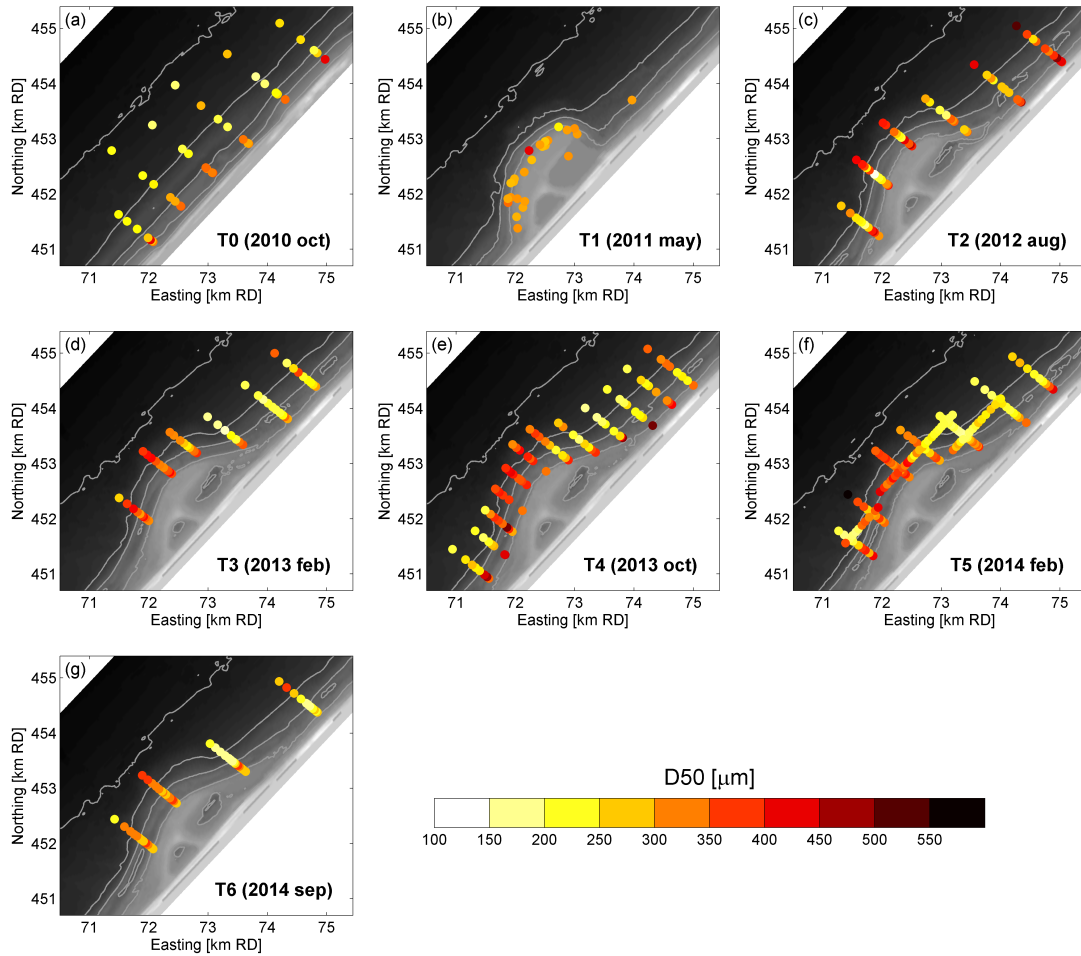 (a)
455
454
453
452
451
Northing [km RD]
T0 (2010 oct)
71 72 73 74 75
Easting [km RD]
(b)
455
454
453
452
451
Northing [km RD]
T1 (2011 may)
71 72 73 74 75
Easting [km RD]
(c)
455
454
453
452
451
Northing [km RD]
T2 (2012 aug)
71 72 73 74 75
Easting [km RD]
(d)
455
454
453
452
451
Northing [km RD]
T3 (2013 feb)
71 72 73 74 75
Easting [km RD]
(e)
455
454
453
452
451
Northing [km RD]
T4 (2013 oct)
71 72 73 74 75
Easting [km RD]
(f)
455
454
453
452
451
Northing [km RD]
T5 (2014 feb)
71 72 73 74 75
Easting [km RD]
(g)
455
454
453
452
451
Northing [km RD]
T6 (2014 sep)
71 72 73 74 75
Easting [km RD]
D50 [μm]
100 150 200 250 300 350 400 450 500 550